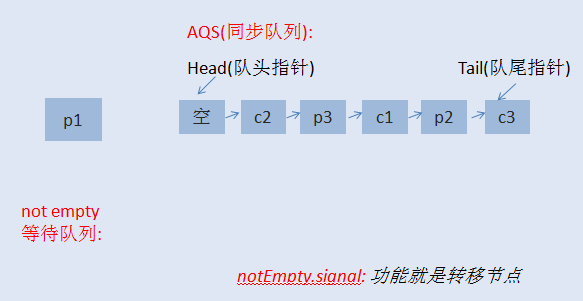 AQS(同步队列):
Head(队头指针)
Tail(队尾指针)
p1
空
c2
p3
c1
p2
c3
not empty
等待队列:
notEmpty.signal: 功能就是转移节点